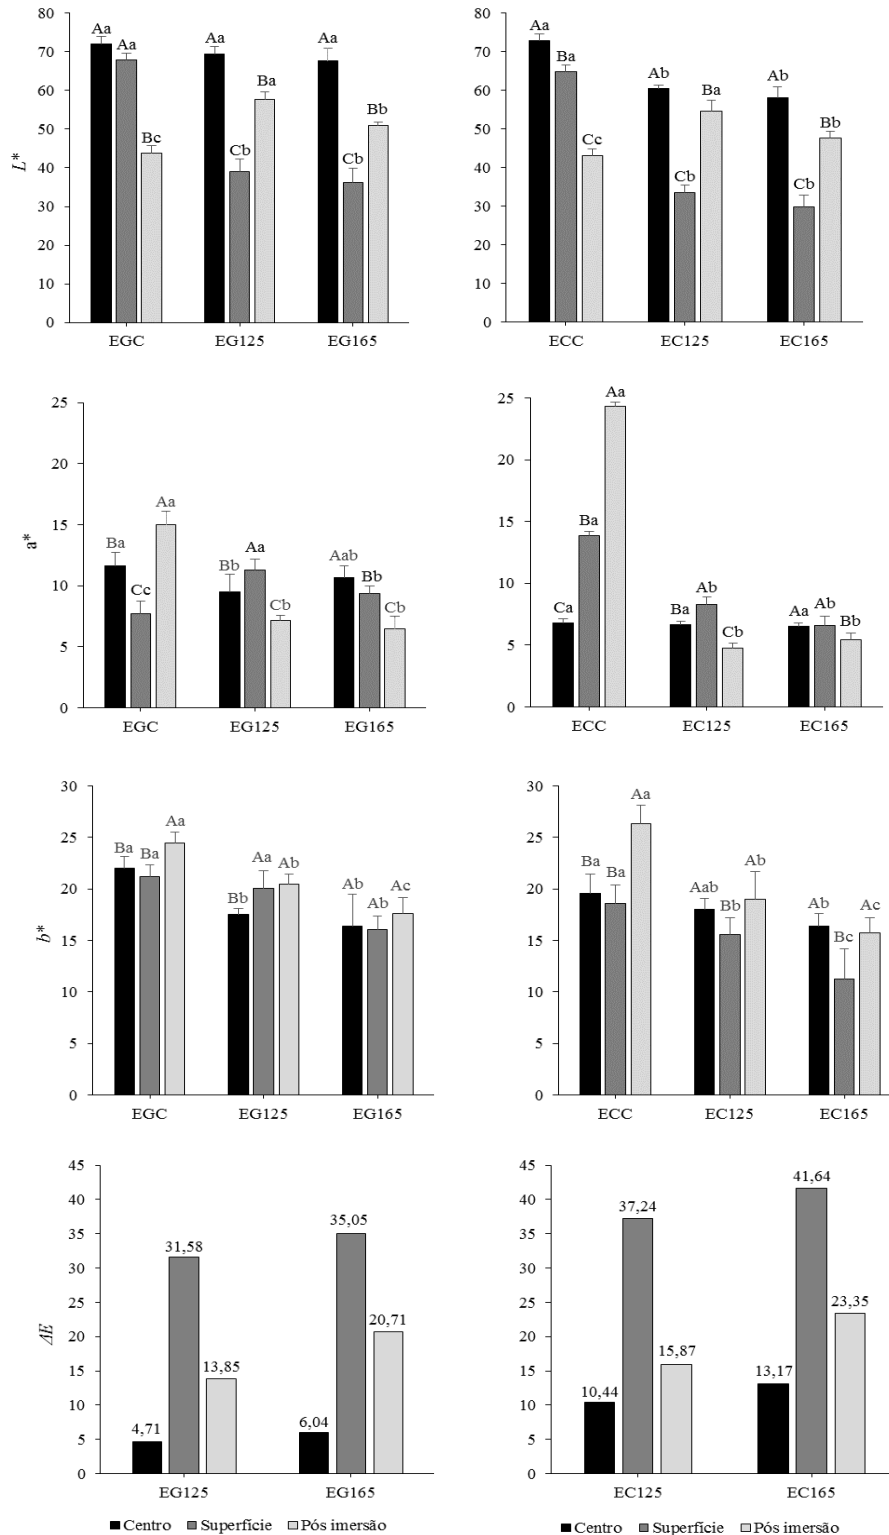 80
70
60
50
40
30
20
10
0
L*
Aa Aa Bc Aa Cb Ba Aa Cb Bb
EGC EG125 EG165
80
70
60
50
40
30
20
10
0
Aa Ba Cc Ab Cb Ba Ab Cb Bb
ECC EC125 EC165
25
20
15
10
5
0
a*
Ba Cc Aa Bb Aa Cb Aab Bb Cb
EGC EG125 EG165
25
20
15
10
5
0
Ca Ba Aa Ba Ab Cb Aa Ab Bb
ECC EC125 EC165
30
25
20
15
10
5
0
b*
Ba Ba Aa Bb Aa Ab Ab Ab Ac
EGC EG125 EG165
30
25
20
15
10
5
0
Ba Ba Aa Aab Bb Ab Ab Bc Ac
ECC EC125 EC165
45
40
35
30
25
20
15
10
5
0
ΔE
4,71 31,58 13,85 6,04 35,05 20,71
EG125 EG165
Centro Superfície Pós imersão
45
40
35
30
25
20
15
10
5
0
10,44 37,24 15,87 13,17 41,64 23,35
EC125 EC165
Centro Superfície Pós imersão